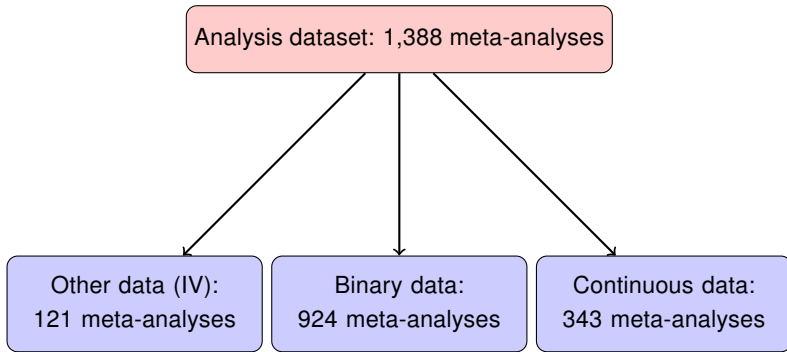 Analysis dataset: 1,388 meta-analyses
Other data (IV):
121 meta-analyses
Binary data:
924 meta-analyses
Continuous data:
343 meta-analyses